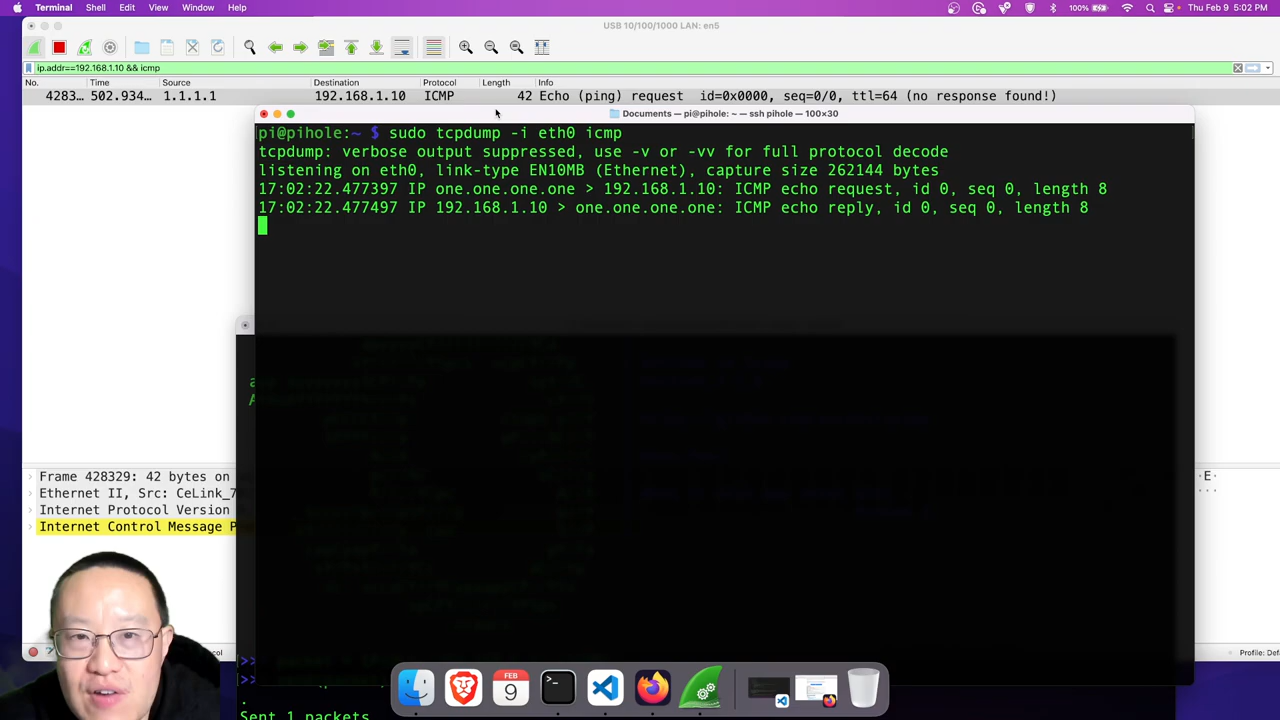 Terminal Shell Edit View Window Help 100% Thu Feb 9 5:02 PM
USB 10/100/1000 LAN: en5
ip.addr==192.168.1.10 && icmp
No. Time Source Destination Protocol Length Info
4283… 502.934… 1.1.1.1 192.168.1.10 ICMP 42 Echo (ping) request id=0x0000, seq=0/0, ttl=64 (no response found!)
Documents — pi@pihole: ~ — ssh pihole — 100×30
pi@pihole:~ $ sudo tcpdump -i eth0 icmp
tcpdump: verbose output suppressed, use -v or -vv for full protocol decode
listening on eth0, link-type EN10MB (Ethernet), capture size 262144 bytes
17:02:22.477397 IP one.one.one.one > 192.168.1.10: ICMP echo request, id 0, seq 0, length 8
17:02:22.477497 IP 192.168.1.10 > one.one.one.one: ICMP echo reply, id 0, seq 0, length 8
Frame 428329: 42 bytes on
Ethernet II, Src: CeLink_7
Internet Protocol Version
Internet Control Message P
E
Profile: Def
>>
>>
FEB
9
.
Sent 1 packets